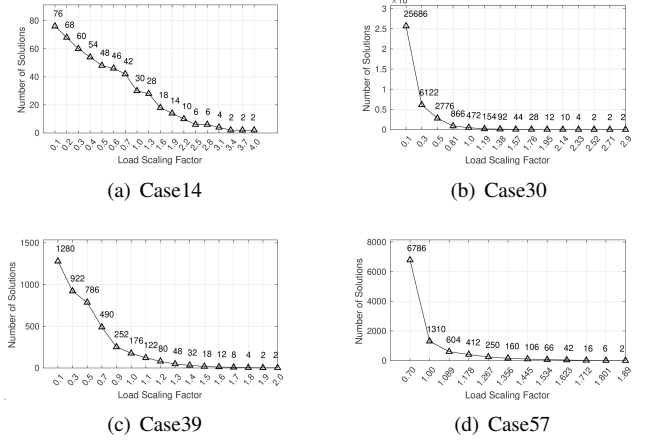 Number of Solutions
80
60
40
20
0
76 68 60 54 48 46 42 30 28 18 14 10 6 6 4 2 2 2
0.1 0.2 0.3 0.4 0.5 0.6 0.7 1.0 1.3 1.6 1.9 2.2 2.5 2.8 3.1 3.4 3.7 4.0
Load Scaling Factor
(a) Case14
Number of Solutions
3
2.5
2
1.5
1
0.5
0
25686 6122 2776 866 472 154 92 44 28 12 10 4 2 2 2
0.1 0.3 0.5 0.81 1.0 1.19 1.38 1.57 1.76 1.95 2.14 2.33 2.52 2.71 2.9
Load Scaling Factor
(b) Case30
Number of Solutions
1500
1000
500
0
1280 922 786 490 252 176 122 80 48 32 18 12 8 4 2 2
0.1 0.3 0.5 0.7 0.9 1.0 1.1 1.2 1.3 1.4 1.5 1.6 1.7 1.8 1.9 2.0
Load Scaling Factor
(c) Case39
Number of Solutions
8000
6000
4000
2000
0
6786 1310 604 412 250 160 106 66 42 16 6 2
0.70 1.00 1.089 1.178 1.267 1.356 1.445 1.534 1.623 1.712 1.801 1.89
Load Scaling Factor
(d) Case57